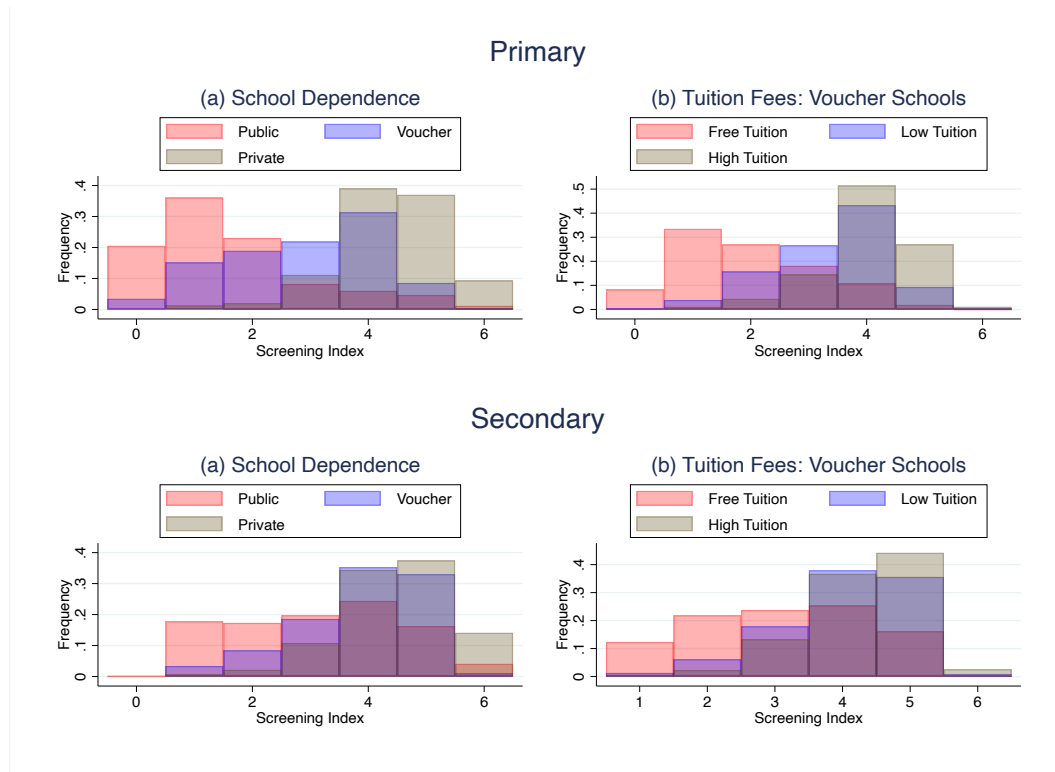 Primary
(a) School Dependence
Public Voucher
Private
Frequency
0 .1 .2 .3 .4
0 2 4 6
Screening Index
(b) Tuition Fees: Voucher Schools
Free Tuition Low Tuition
High Tuition
Frequency
0 .1 .2 .3 .4 .5
0 2 4 6
Screening Index
Secondary
(a) School Dependence
Public Voucher
Private
Frequency
0 .1 .2 .3 .4
0 2 4 6
Screening Index
(b) Tuition Fees: Voucher Schools
Free Tuition Low Tuition
High Tuition
Frequency
0 .1 .2 .3 .4
1 2 3 4 5 6
Screening Index